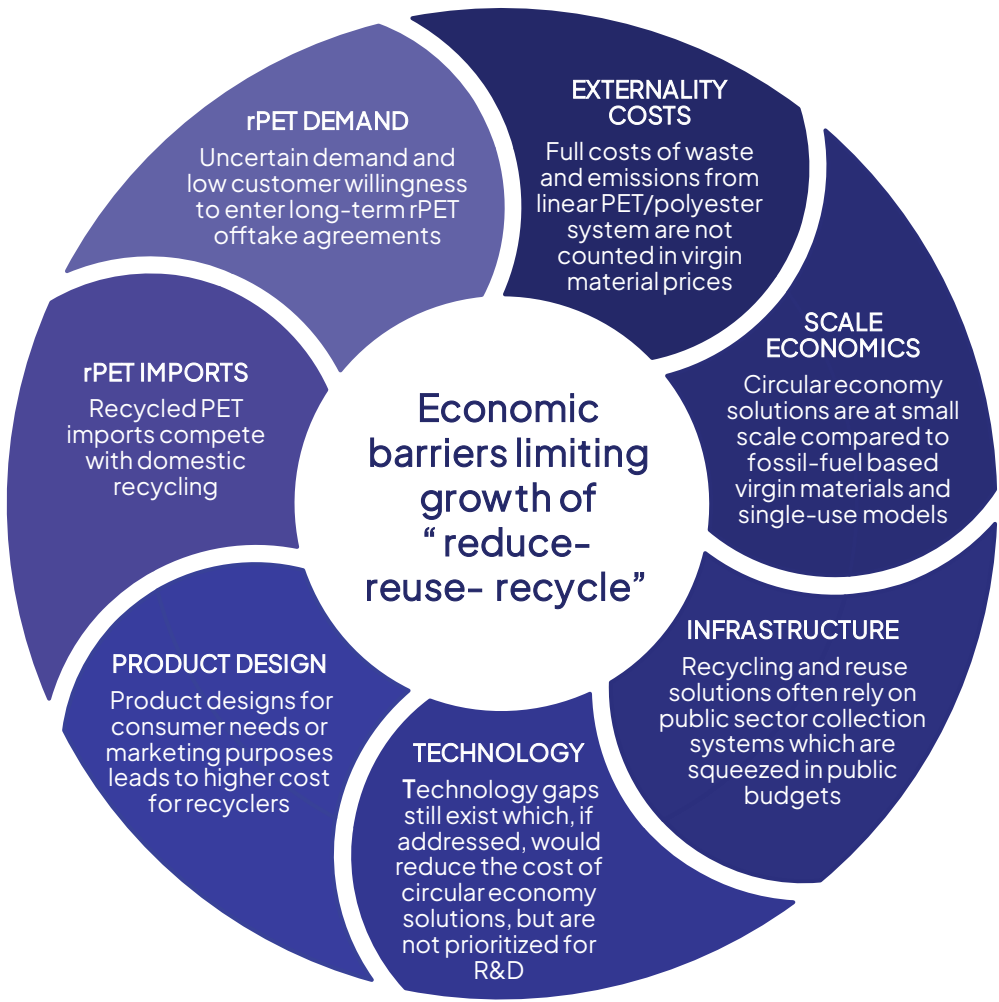 Economic
barriers limiting
growth of
“ reduce-
reuse- recycle”
EXTERNALITY
COSTS
Full costs of waste
and emissions from
linear PET/polyester
system are not
counted in virgin
material prices
SCALE
ECONOMICS
Circular economy
solutions are at small
scale compared to
fossil-fuel based
virgin materials and
single-use models
INFRASTRUCTURE
Recycling and reuse
solutions often rely on
public sector collection
systems which are
squeezed in public
budgets
TECHNOLOGY
Technology gaps
still exist which, if
addressed, would
reduce the cost of
circular economy
solutions, but are
not prioritized for
R&D
PRODUCT DESIGN
Product designs for
consumer needs or
marketing purposes
leads to higher cost
for recyclers
rPET IMPORTS
Recycled PET
imports compete
with domestic
recycling
rPET DEMAND
Uncertain demand and
low customer willingness
to enter long-term rPET
offtake agreements